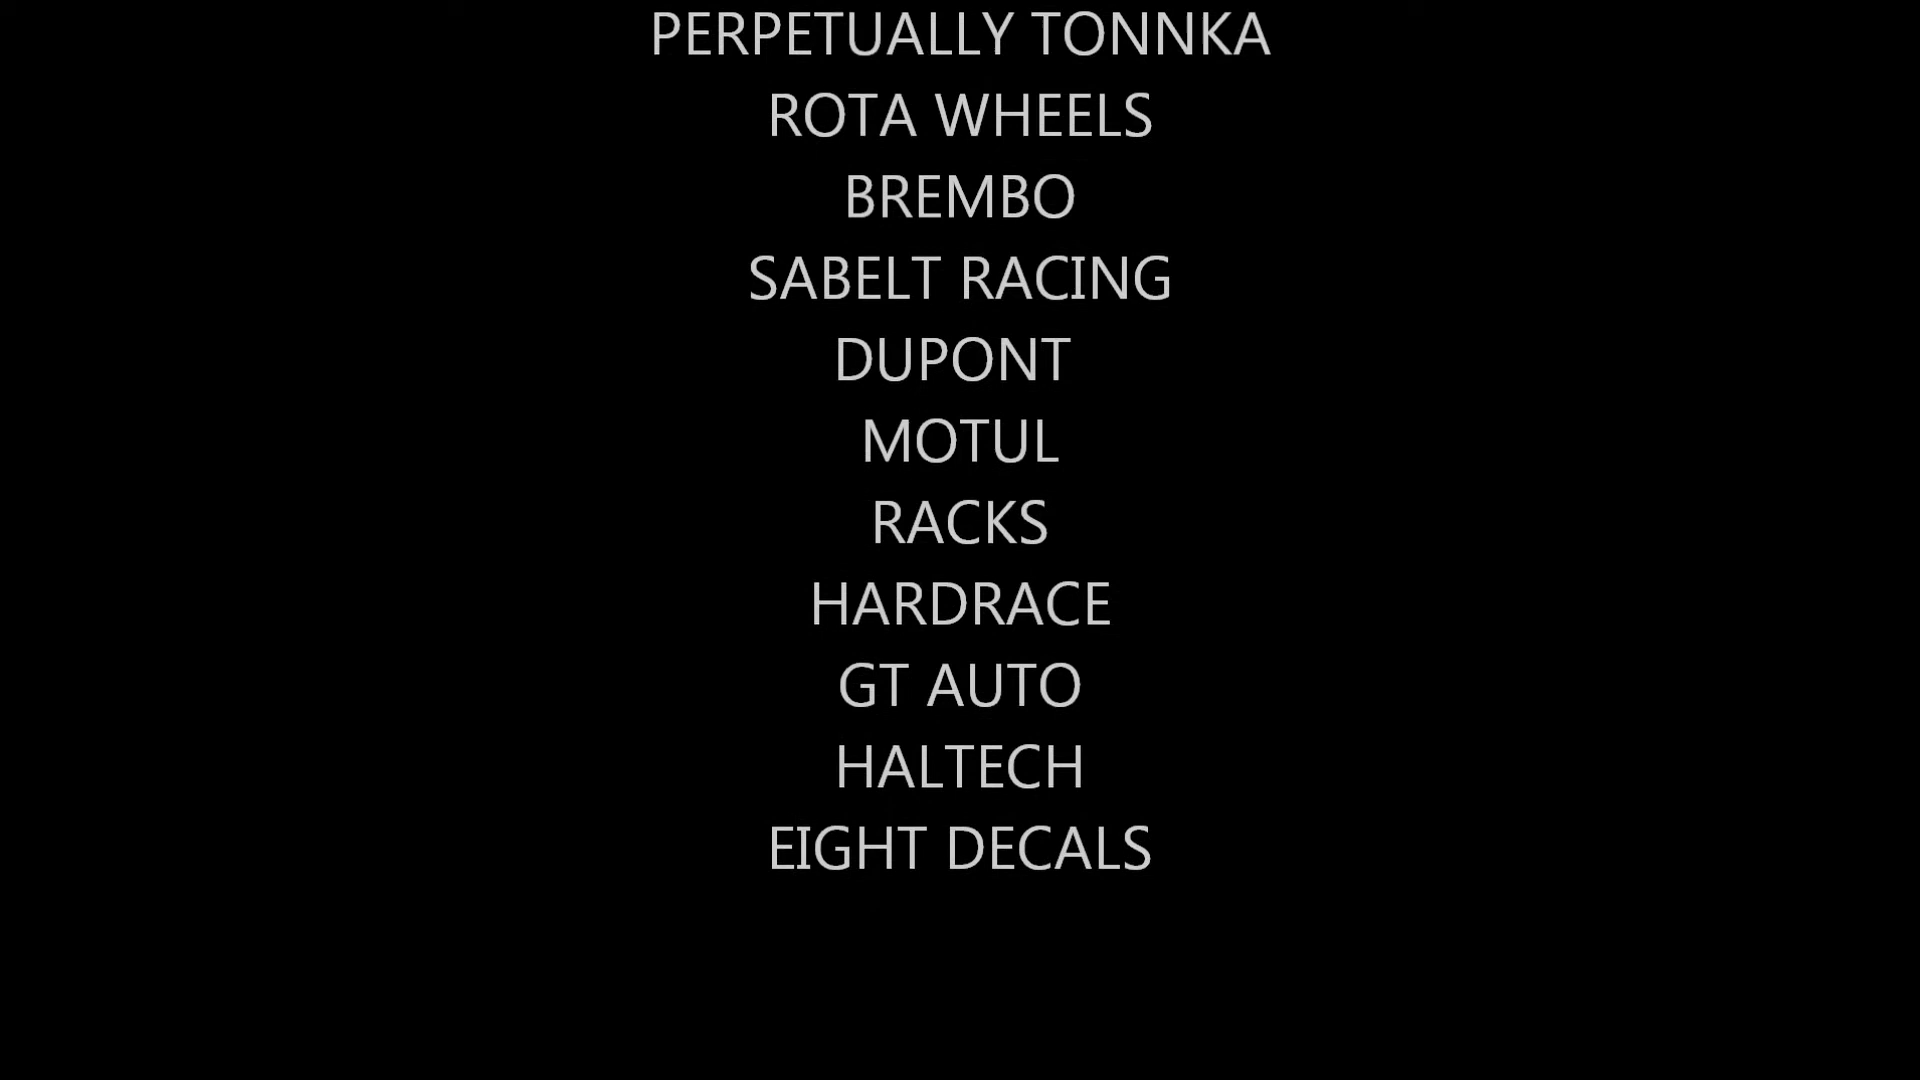 PERPETUALLY TONNKA
ROTA WHEELS
BREMBO
SABELT RACING
DUPONT
MOTUL
RACKS
HARDRACE
GT AUTO
HALTECH
EIGHT DECALS